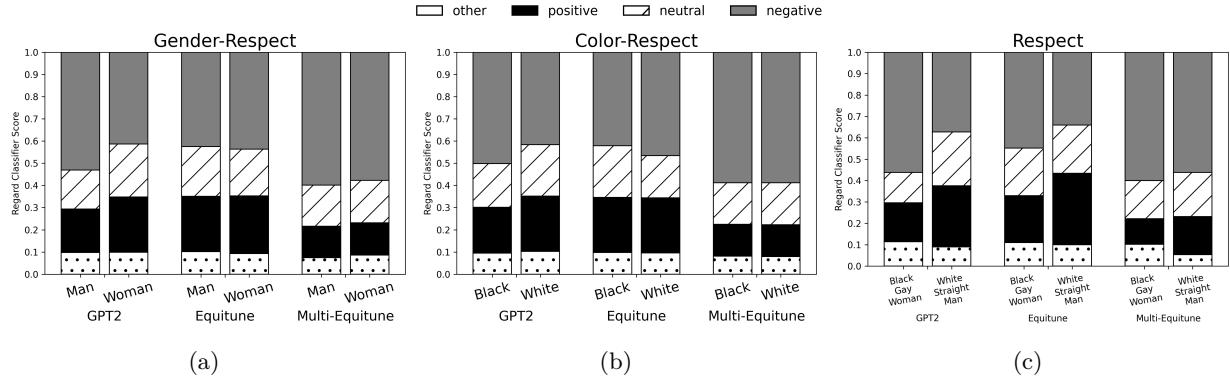 other positive neutral negative
Gender-Respect
Regard Classifier Score
1.0
0.9
0.8
0.7
0.6
0.5
0.4
0.3
0.2
0.1
0.0
Man Woman Man Woman Man Woman
GPT2 Equitune Multi-Equitune
(a)
Color-Respect
Regard Classifier Score
1.0
0.9
0.8
0.7
0.6
0.5
0.4
0.3
0.2
0.1
0.0
Black White Black White Black White
GPT2 Equitune Multi-Equitune
(b)
Respect
Regard Classifier Score
1.0
0.9
0.8
0.7
0.6
0.5
0.4
0.3
0.2
0.1
0.0
Black White Black White Black White
Gay Straight Gay Straight Gay Straight
Woman Man Woman Man Woman Man
GPT2 Equitune Multi-Equitune
(c)